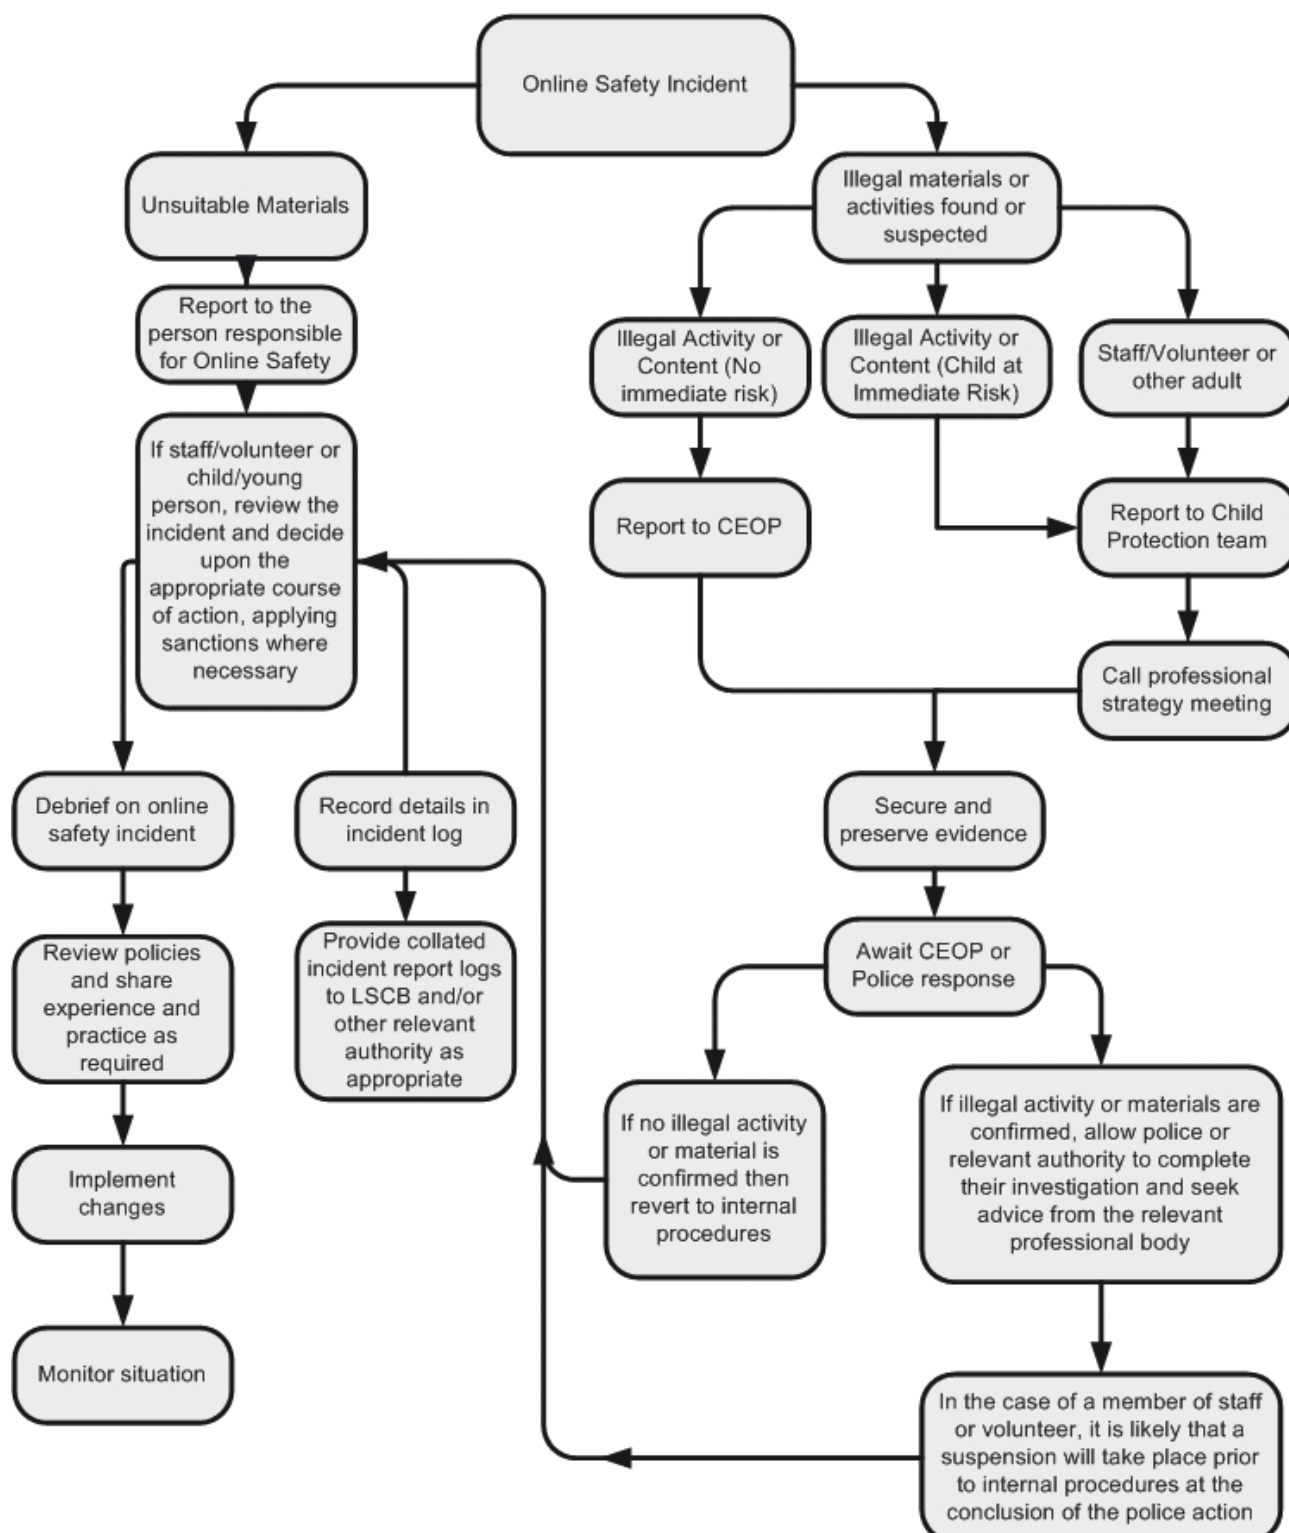 Online Safety Incident
Unsuitable Materials
Report to the
person responsible
for Online Safety
If staff/volunteer or
child/young
person, review the
incident and decide
upon the
appropriate course
of action, applying
sanctions where
necessary
Debrief on online
safety incident
Review policies
and share
experience and
practice as
required
Implement
changes
Monitor situation
Record details in
incident log
Provide collated
incident report logs
to LSCB and/or
other relevant
authority as
appropriate
Illegal materials or
activities found or
suspected
Illegal Activity or
Content (No
immediate risk)
Illegal Activity or
Content (Child at
Immediate Risk)
Staff/Volunteer or
other adult
Report to CEOP
Report to Child
Protection team
Call professional
strategy meeting
Secure and
preserve evidence
Await CEOP or
Police response
If no illegal activity
or material is
confirmed then
revert to internal
procedures
If illegal activity or materials are
confirmed, allow police or
relevant authority to complete
their investigation and seek
advice from the relevant
professional body
In the case of a member of staff
or volunteer, it is likely that a
suspension will take place prior
to internal procedures at the
conclusion of the police action